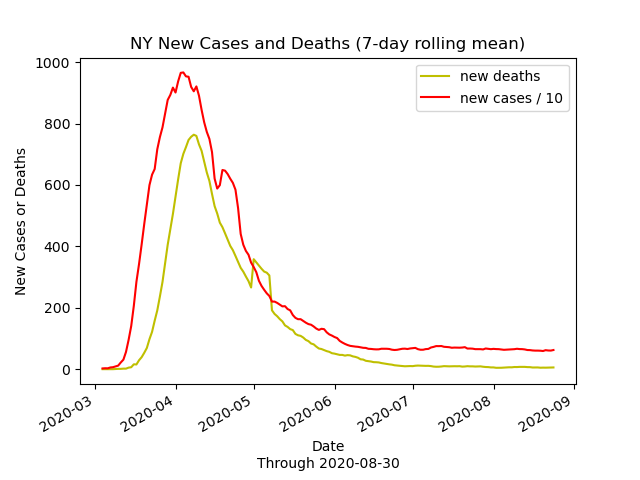 NY New Cases and Deaths (7-day rolling mean)
new deaths
new cases / 10
New Cases or Deaths
1000
800
600
400
200
0
2020-03
2020-04
2020-05
2020-06
2020-07
2020-08
2020-09
Date
Through 2020-08-30